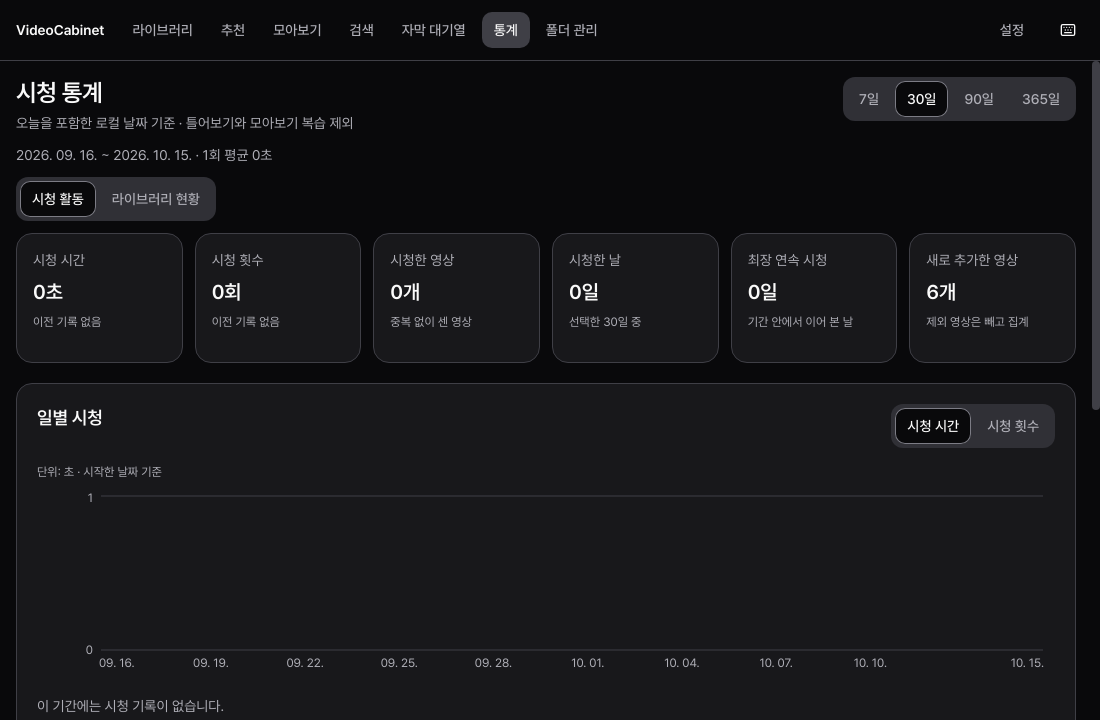 VideoCabinet 라이브러리 추천 모아보기 검색 자막 대기열 통계 폴더 관리 설정
시청 통계
7일 30일 90일 365일
오늘을 포함한 로컬 날짜 기준 · 틀어보기와 모아보기 복습 제외
2026. 09. 16. ~ 2026. 10. 15. · 1회 평균 0초
시청 활동 라이브러리 현황
시청 시간
0초
이전 기록 없음
시청 횟수
0회
이전 기록 없음
시청한 영상
0개
중복 없이 센 영상
시청한 날
0일
선택한 30일 중
최장 연속 시청
0일
기간 안에서 이어 본 날
새로 추가한 영상
6개
제외 영상은 빼고 집계
일별 시청
시청 시간 시청 횟수
단위: 초 · 시작한 날짜 기준
1
0
09. 16. 09. 19. 09. 22. 09. 25. 09. 28. 10. 01. 10. 04. 10. 07. 10. 10. 10. 15.
이 기간에는 시청 기록이 없습니다.